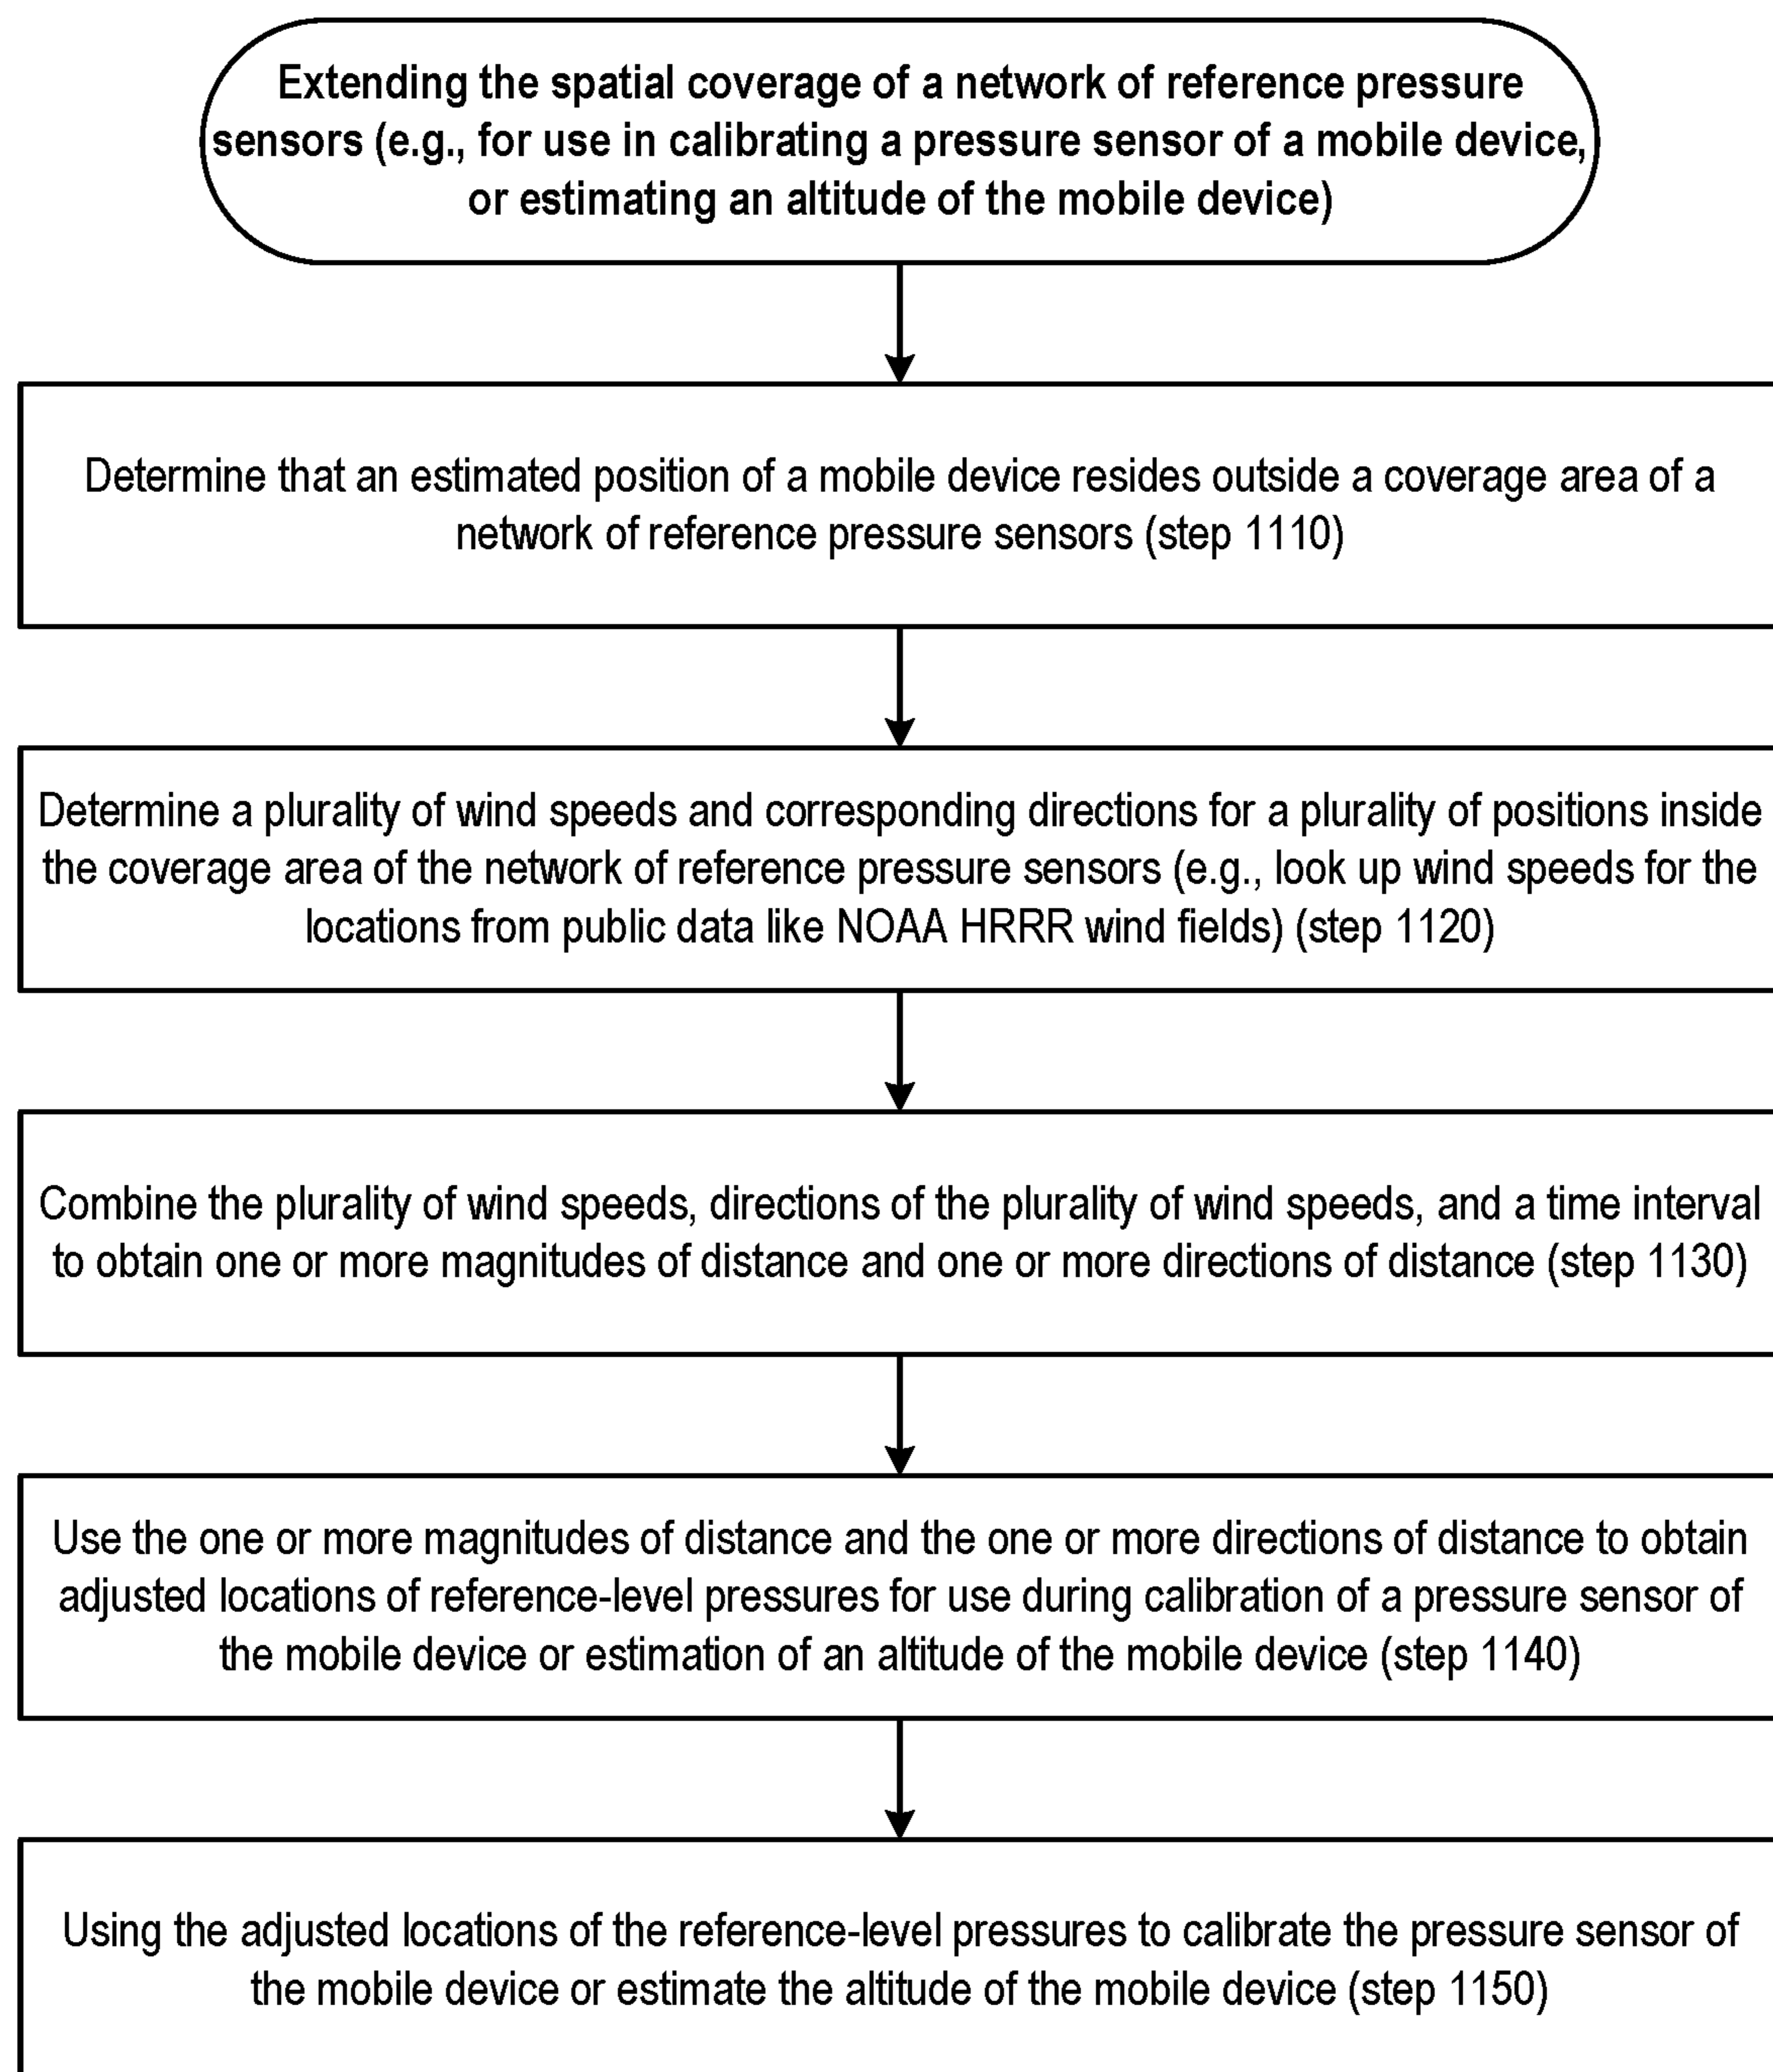 Extending the spatial coverage of a network of reference pressure
sensors (e.g., for use in calibrating a pressure sensor of a mobile device,
or estimating an altitude of the mobile device)
Determine that an estimated position of a mobile device resides outside a coverage area of a
network of reference pressure sensors (step 1110)
Determine a plurality of wind speeds and corresponding directions for a plurality of positions inside
the coverage area of the network of reference pressure sensors (e.g., look up wind speeds for the
locations from public data like NOAA HRRR wind fields) (step 1120)
Combine the plurality of wind speeds, directions of the plurality of wind speeds, and a time interval
to obtain one or more magnitudes of distance and one or more directions of distance (step 1130)
Use the one or more magnitudes of distance and the one or more directions of distance to obtain
adjusted locations of reference-level pressures for use during calibration of a pressure sensor of
the mobile device or estimation of an altitude of the mobile device (step 1140)
Using the adjusted locations of the reference-level pressures to calibrate the pressure sensor of
the mobile device or estimate the altitude of the mobile device (step 1150)